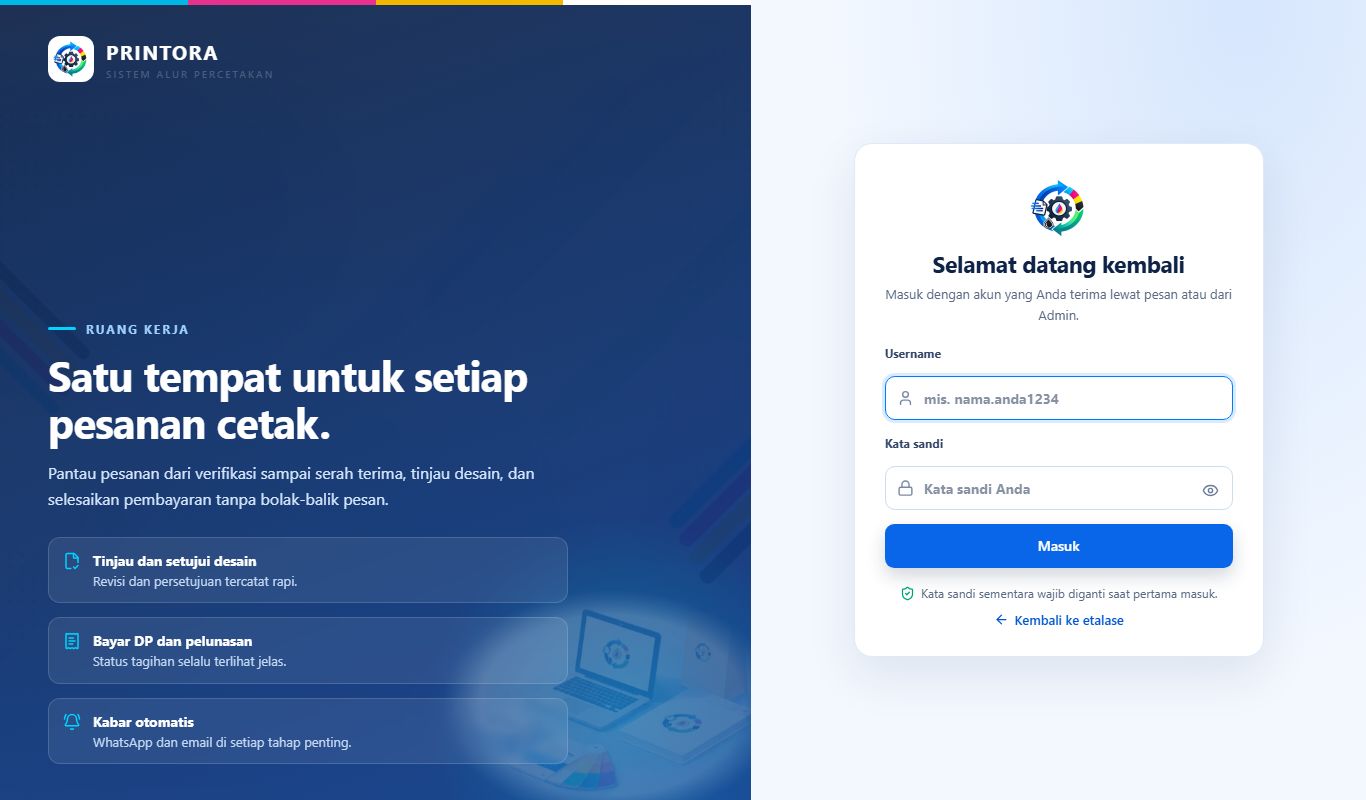 PRINTORA
SISTEM ALUR PERCETAKAN
RUANG KERJA
Satu tempat untuk setiap
pesanan cetak.
Pantau pesanan dari verifikasi sampai serah terima, tinjau desain, dan
selesaikan pembayaran tanpa bolak-balik pesan.
Tinjau dan setujui desain
Revisi dan persetujuan tercatat rapi.
Bayar DP dan pelunasan
Status tagihan selalu terlihat jelas.
Kabar otomatis
WhatsApp dan email di setiap tahap penting.
Selamat datang kembali
Masuk dengan akun yang Anda terima lewat pesan atau dari
Admin.
Username
mis. nama.anda1234
Kata sandi
Kata sandi Anda
Masuk
Kata sandi sementara wajib diganti saat pertama masuk.
Kembali ke etalase